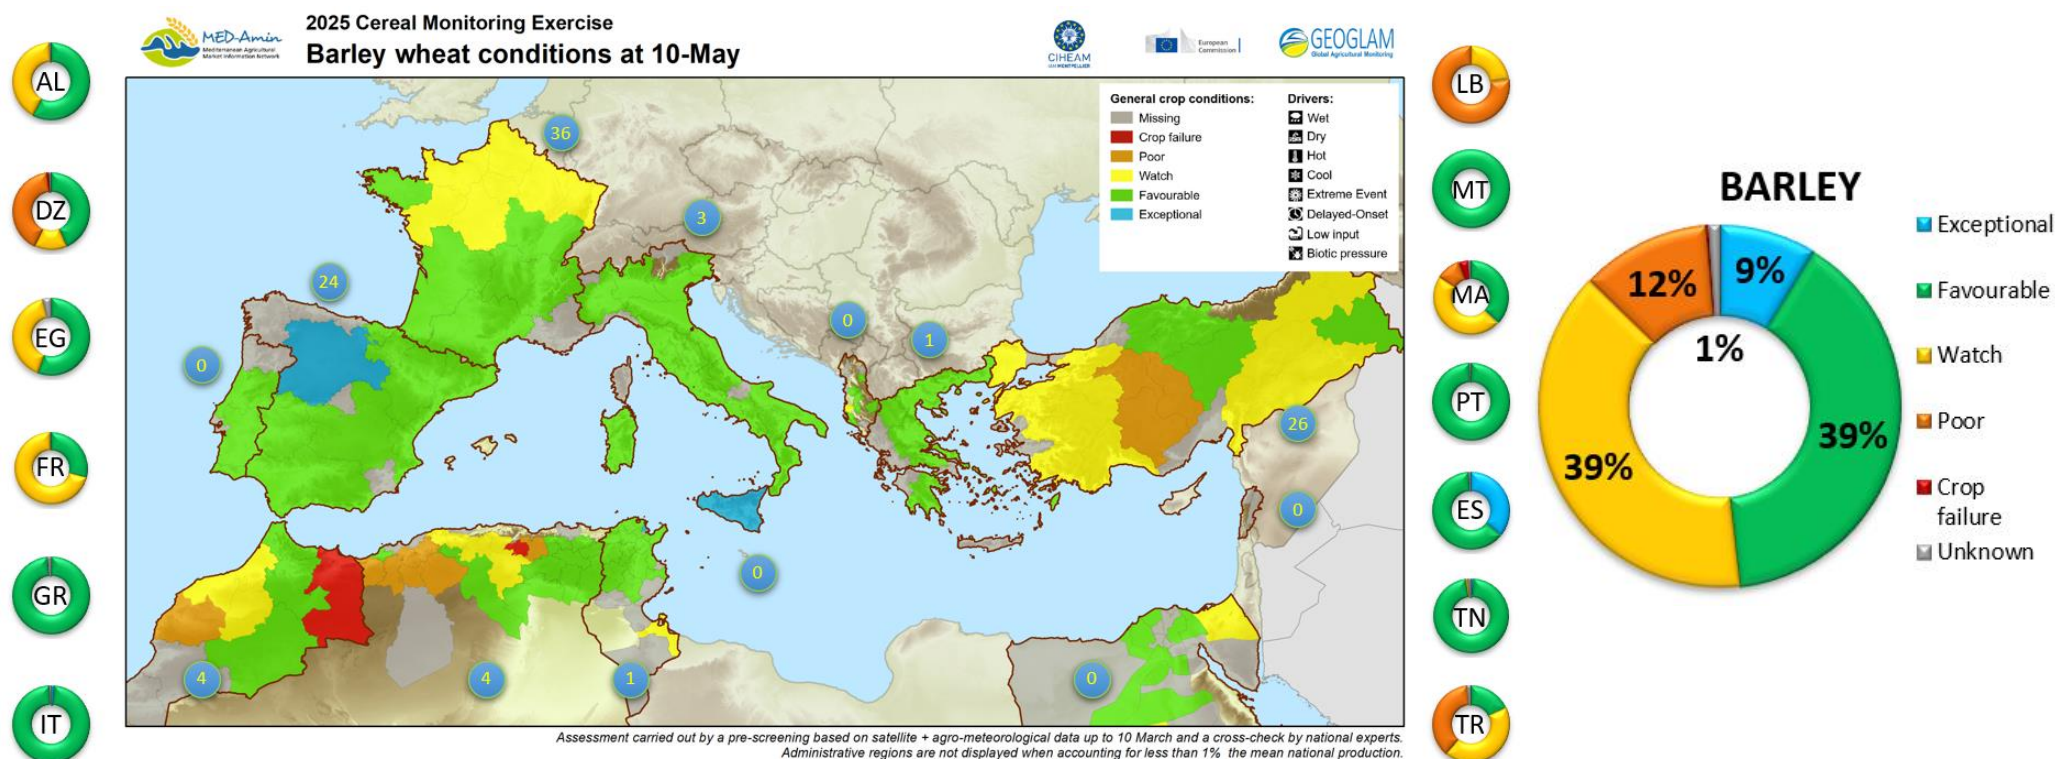 2025 Cereal Monitoring Exercise
Barley wheat conditions at 10-May
MED-Amin
Mediterranean Agricultural
Market Information Network
CIHEAM
IAM MONTPELLIER
European
Commission
GEOGLAM
Global Agricultural Monitoring
AL
DZ
EG
FR
GR
IT
General crop conditions:
Missing
Crop failure
Poor
Watch
Favourable
Exceptional
Drivers:
Wet
Dry
Hot
Cool
Extreme Event
Delayed-Onset
Low input
Biotic pressure
36
3
24
0
0
1
26
0
0
4
4
1
0
Assessment carried out by a pre-screening based on satellite + agro-meteorological data up to 10 March and a cross-check by national experts.
Administrative regions are not displayed when accounting for less than 1% the mean national production.
LB
MT
MA
PT
ES
TN
TR
BARLEY
12%
9%
1%
39%
39%
Exceptional
Favourable
Watch
Poor
Crop
failure
Unknown